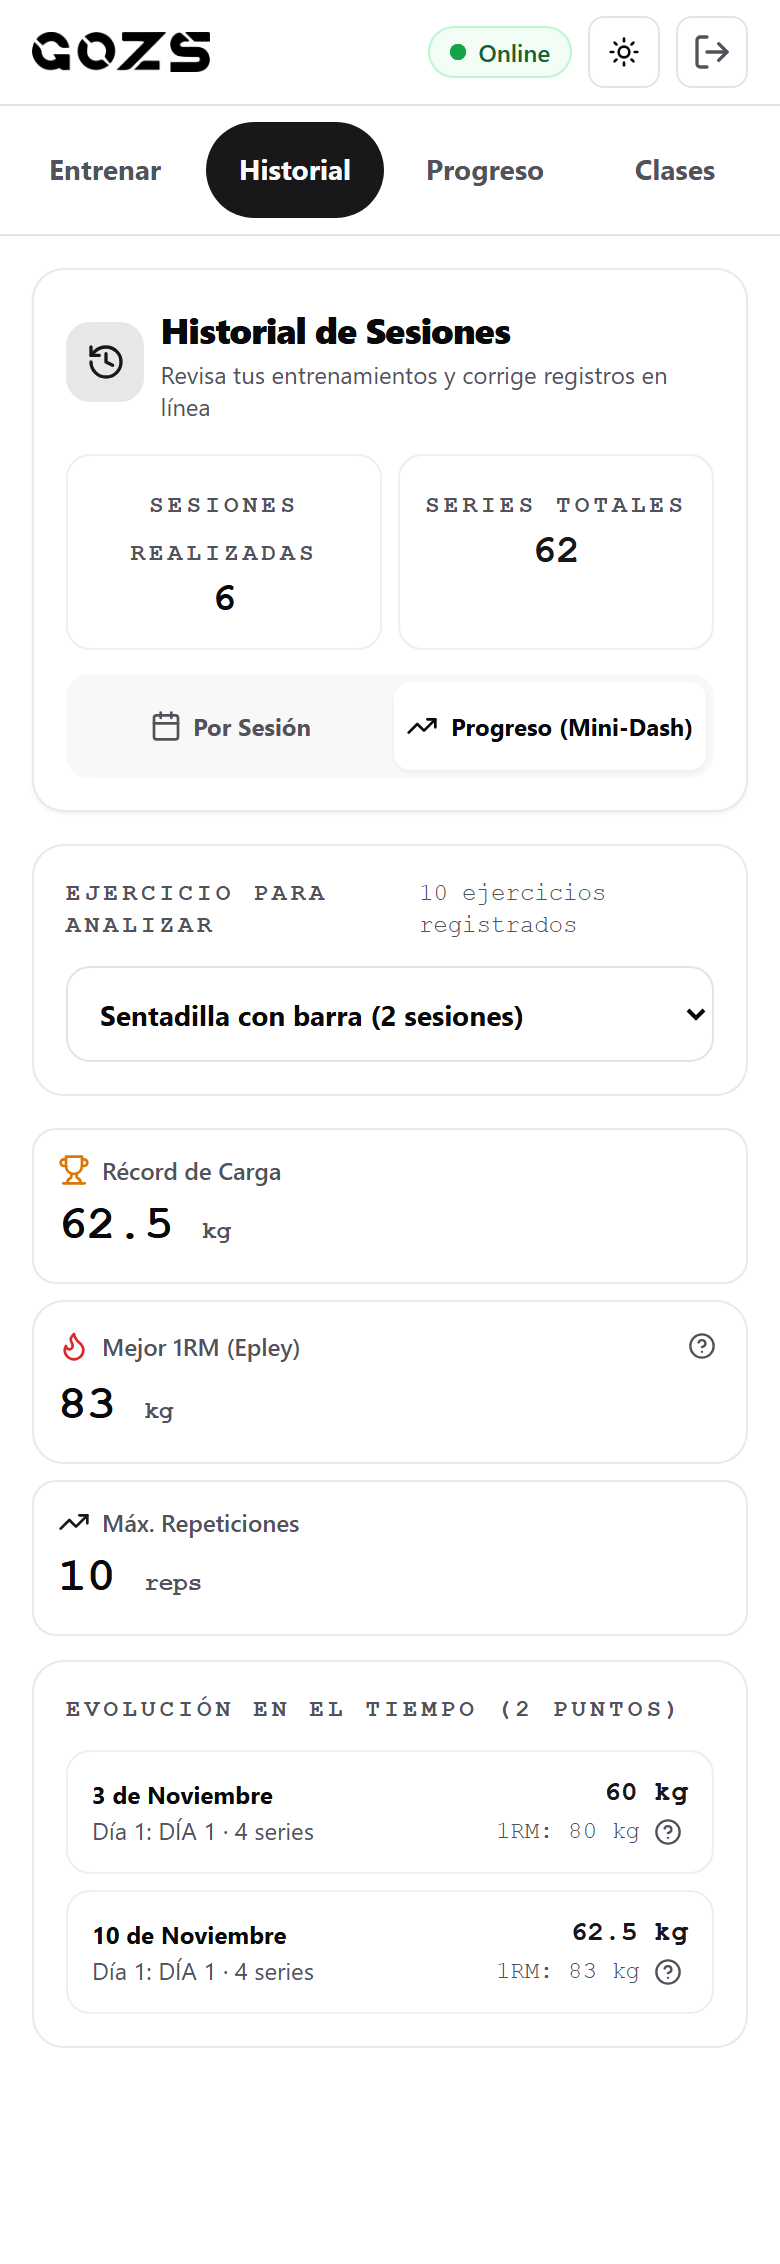 GOZS
Online
Entrenar
Historial
Progreso
Clases
Historial de Sesiones
Revisa tus entrenamientos y corrige registros en
línea
SESIONES
REALIZADAS
6
SERIES TOTALES
62
Por Sesión
Progreso (Mini-Dash)
EJERCICIO PARA
ANALIZAR
10 ejercicios
registrados
Sentadilla con barra (2 sesiones)
Récord de Carga
62.5 kg
Mejor 1RM (Epley)
83 kg
Máx. Repeticiones
10 reps
EVOLUCIÓN EN EL TIEMPO (2 PUNTOS)
3 de Noviembre
60 kg
Día 1: DÍA 1 · 4 series
1RM: 80 kg
10 de Noviembre
62.5 kg
Día 1: DÍA 1 · 4 series
1RM: 83 kg